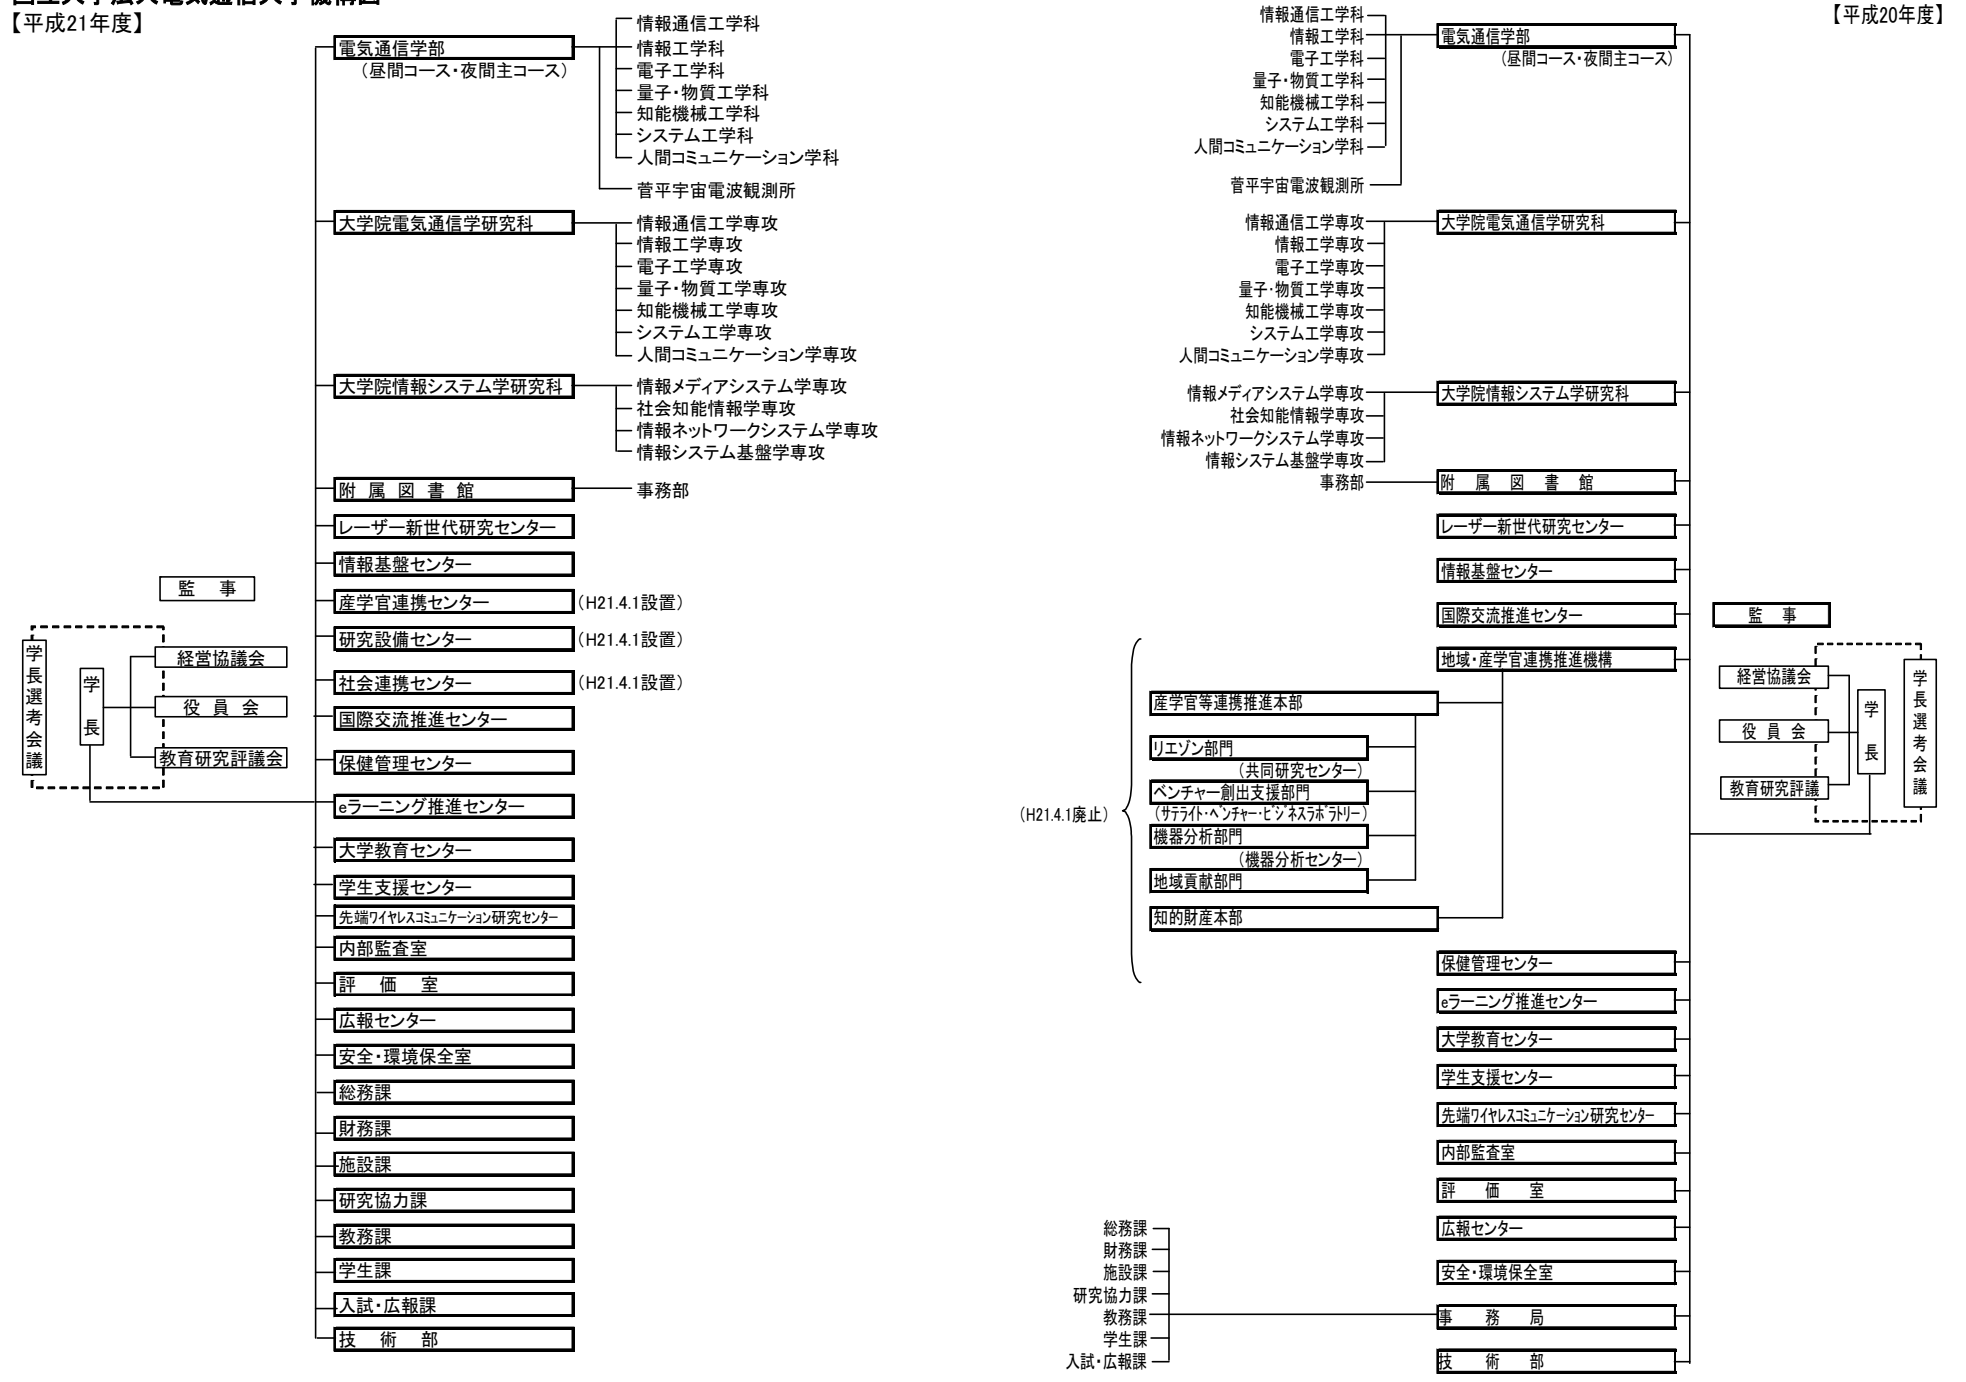 【平成21年度】
電気通信学部
（昼間コース・夜間主コース）
情報通信工学科
情報工学科
電子工学科
量子・物質工学科
知能機械工学科
システム工学科
人間コミュニケーション学科
菅平宇宙電波観測所
大学院電気通信学研究科
情報通信工学専攻
情報工学専攻
電子工学専攻
量子・物質工学専攻
知能機械工学専攻
システム工学専攻
人間コミュニケーション学専攻
大学院情報システム学研究科
情報メディアシステム学専攻
社会知能情報学専攻
情報ネットワークシステム学専攻
情報システム基盤学専攻
附属図書館
事務部
レーザー新世代研究センター
情報基盤センター
産学官連携センター (H21.4.1設置)
研究設備センター (H21.4.1設置)
社会連携センター (H21.4.1設置)
国際交流推進センター
保健管理センター
eラーニング推進センター
大学教育センター
学生支援センター
先端ワイヤレスコミュニケーション研究センター
内部監査室
評価室
広報センター
安全・環境保全室
総務課
財務課
施設課
研究協力課
教務課
学生課
入試・広報課
技術部
監事
学長選考会議
学長
経営協議会
役員会
教育研究評議会
【平成20年度】
電気通信学部
（昼間コース・夜間主コース）
情報通信工学科
情報工学科
電子工学科
量子・物質工学科
知能機械工学科
システム工学科
人間コミュニケーション学科
菅平宇宙電波観測所
大学院電気通信学研究科
情報通信工学専攻
情報工学専攻
電子工学専攻
量子・物質工学専攻
知能機械工学専攻
システム工学専攻
人間コミュニケーション学専攻
大学院情報システム学研究科
情報メディアシステム学専攻
社会知能情報学専攻
情報ネットワークシステム学専攻
情報システム基盤学専攻
事務部
附属図書館
レーザー新世代研究センター
情報基盤センター
国際交流推進センター
地域・産学官連携推進機構
(H21.4.1廃止)
産学官等連携推進本部
リエゾン部門
（共同研究センター）
ベンチャー創出支援部門
（ｻﾃﾗｲﾄ・ﾍﾞﾝﾁｬｰ・ﾋﾞｼﾞﾈｽﾗﾎﾞﾗﾄﾘｰ）
機器分析部門
（機器分析センター）
地域貢献部門
知的財産本部
保健管理センター
eラーニング推進センター
大学教育センター
学生支援センター
先端ワイヤレスコミュニケーション研究センター
内部監査室
評価室
広報センター
安全・環境保全室
事務局
総務課
財務課
施設課
研究協力課
教務課
学生課
入試・広報課
技術部
監事
経営協議会
役員会
教育研究評議
学長
学長選考会議